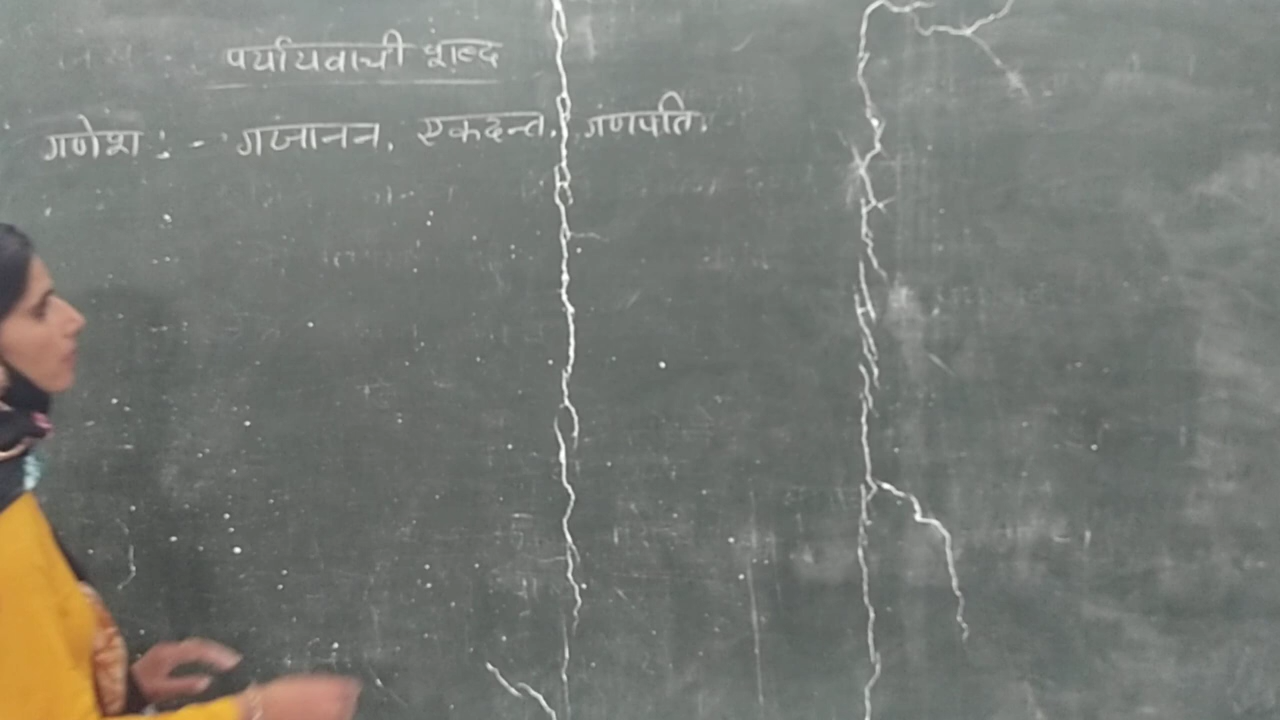 पर्यायवाची शब्द
गणेश :- गजानन, एकदन्त, गणपति,